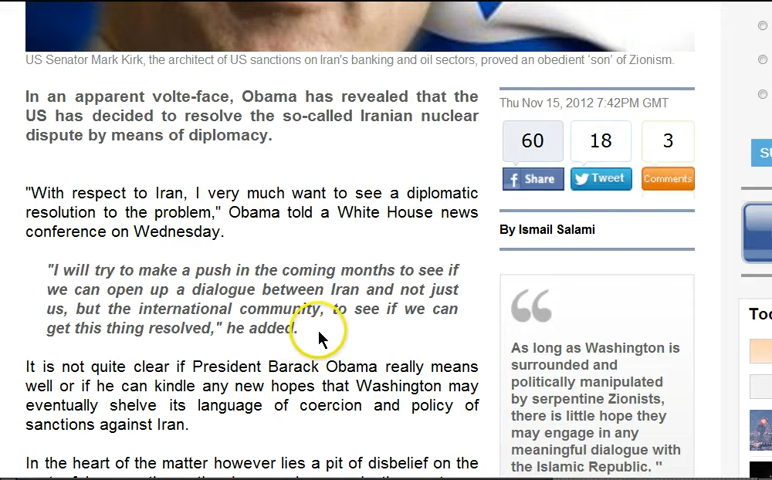 US Senator Mark Kirk, the architect of US sanctions on Iran's banking and oil sectors, proved an obedient 'son' of Zionism.
In an apparent volte-face, Obama has revealed that the
US has decided to resolve the so-called Iranian nuclear
dispute by means of diplomacy.
"With respect to Iran, I very much want to see a diplomatic
resolution to the problem," Obama told a White House news
conference on Wednesday.
"I will try to make a push in the coming months to see if
we can open up a dialogue between Iran and not just
us, but the international community, to see if we can
get this thing resolved," he added.
It is not quite clear if President Barack Obama really means
well or if he can kindle any new hopes that Washington may
eventually shelve its language of coercion and policy of
sanctions against Iran.
In the heart of the matter however lies a pit of disbelief on the
Thu Nov 15, 2012 7:42PM GMT
60
18
3
Share
Tweet
Comments
By Ismail Salami
As long as Washington is
surrounded and
politically manipulated
by serpentine Zionists,
there is little hope they
may engage in any
meaningful dialogue with
the Islamic Republic. "